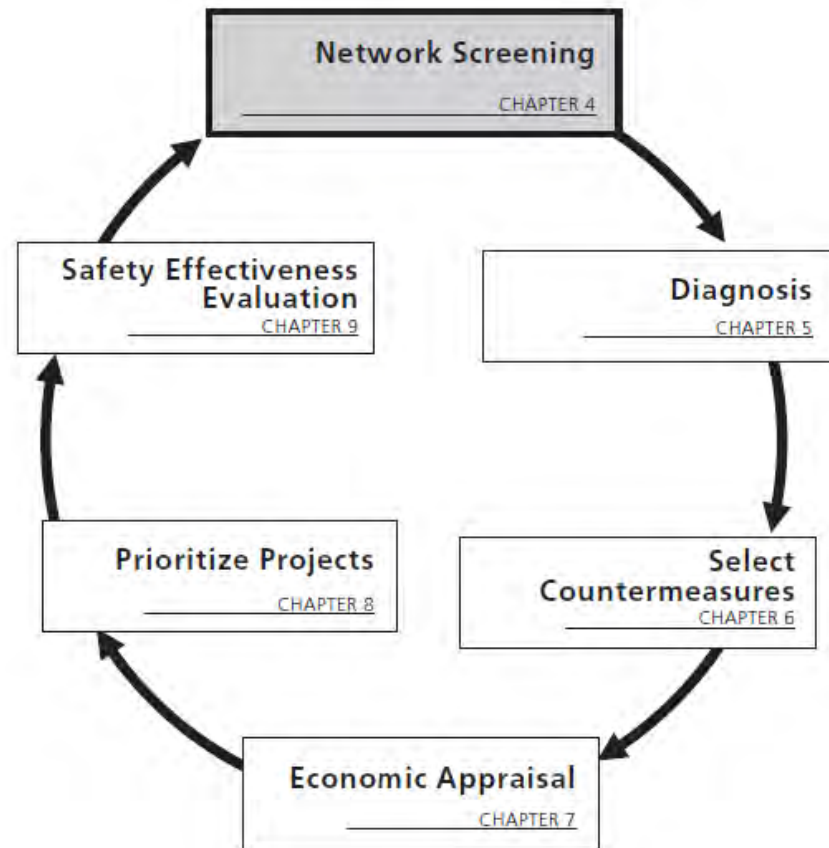 Network Screening
CHAPTER 4
Diagnosis
CHAPTER 5
Select
Countermeasures
CHAPTER 6
Economic Appraisal
CHAPTER 7
Prioritize Projects
CHAPTER 8
Safety Effectiveness
Evaluation
CHAPTER 9